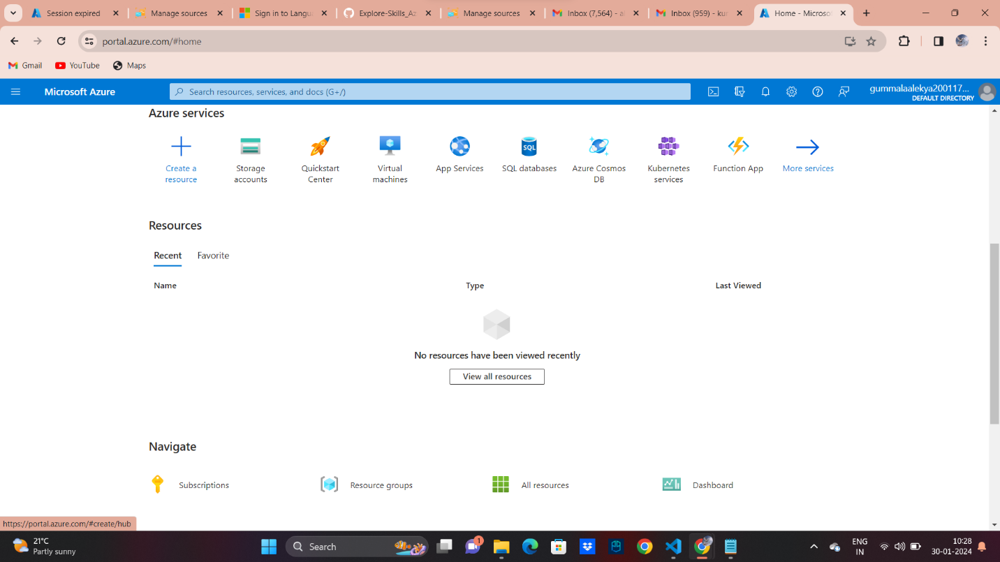 Session expired
Manage sources
Sign in to Langu
Explore-Skills_Az
Manage sources
Inbox (7,564) - a
Inbox (959) - kur
Home - Microsof
portal.azure.com/#home
Gmail
YouTube
Maps
Microsoft Azure
Search resources, services, and docs (G+/)
gummalaalekya200117...
DEFAULT DIRECTORY
Azure services
Create a
resource
Storage
accounts
Quickstart
Center
Virtual
machines
App Services
SQL
SQL databases
Azure Cosmos
DB
Kubernetes
services
Function App
More services
Resources
Recent
Favorite
Name
Type
Last Viewed
No resources have been viewed recently
View all resources
Navigate
Subscriptions
Resource groups
All resources
Dashboard
https://portal.azure.com/#create/hub
21°C
Partly sunny
Search
1
ENG
IN
10:28
30-01-2024